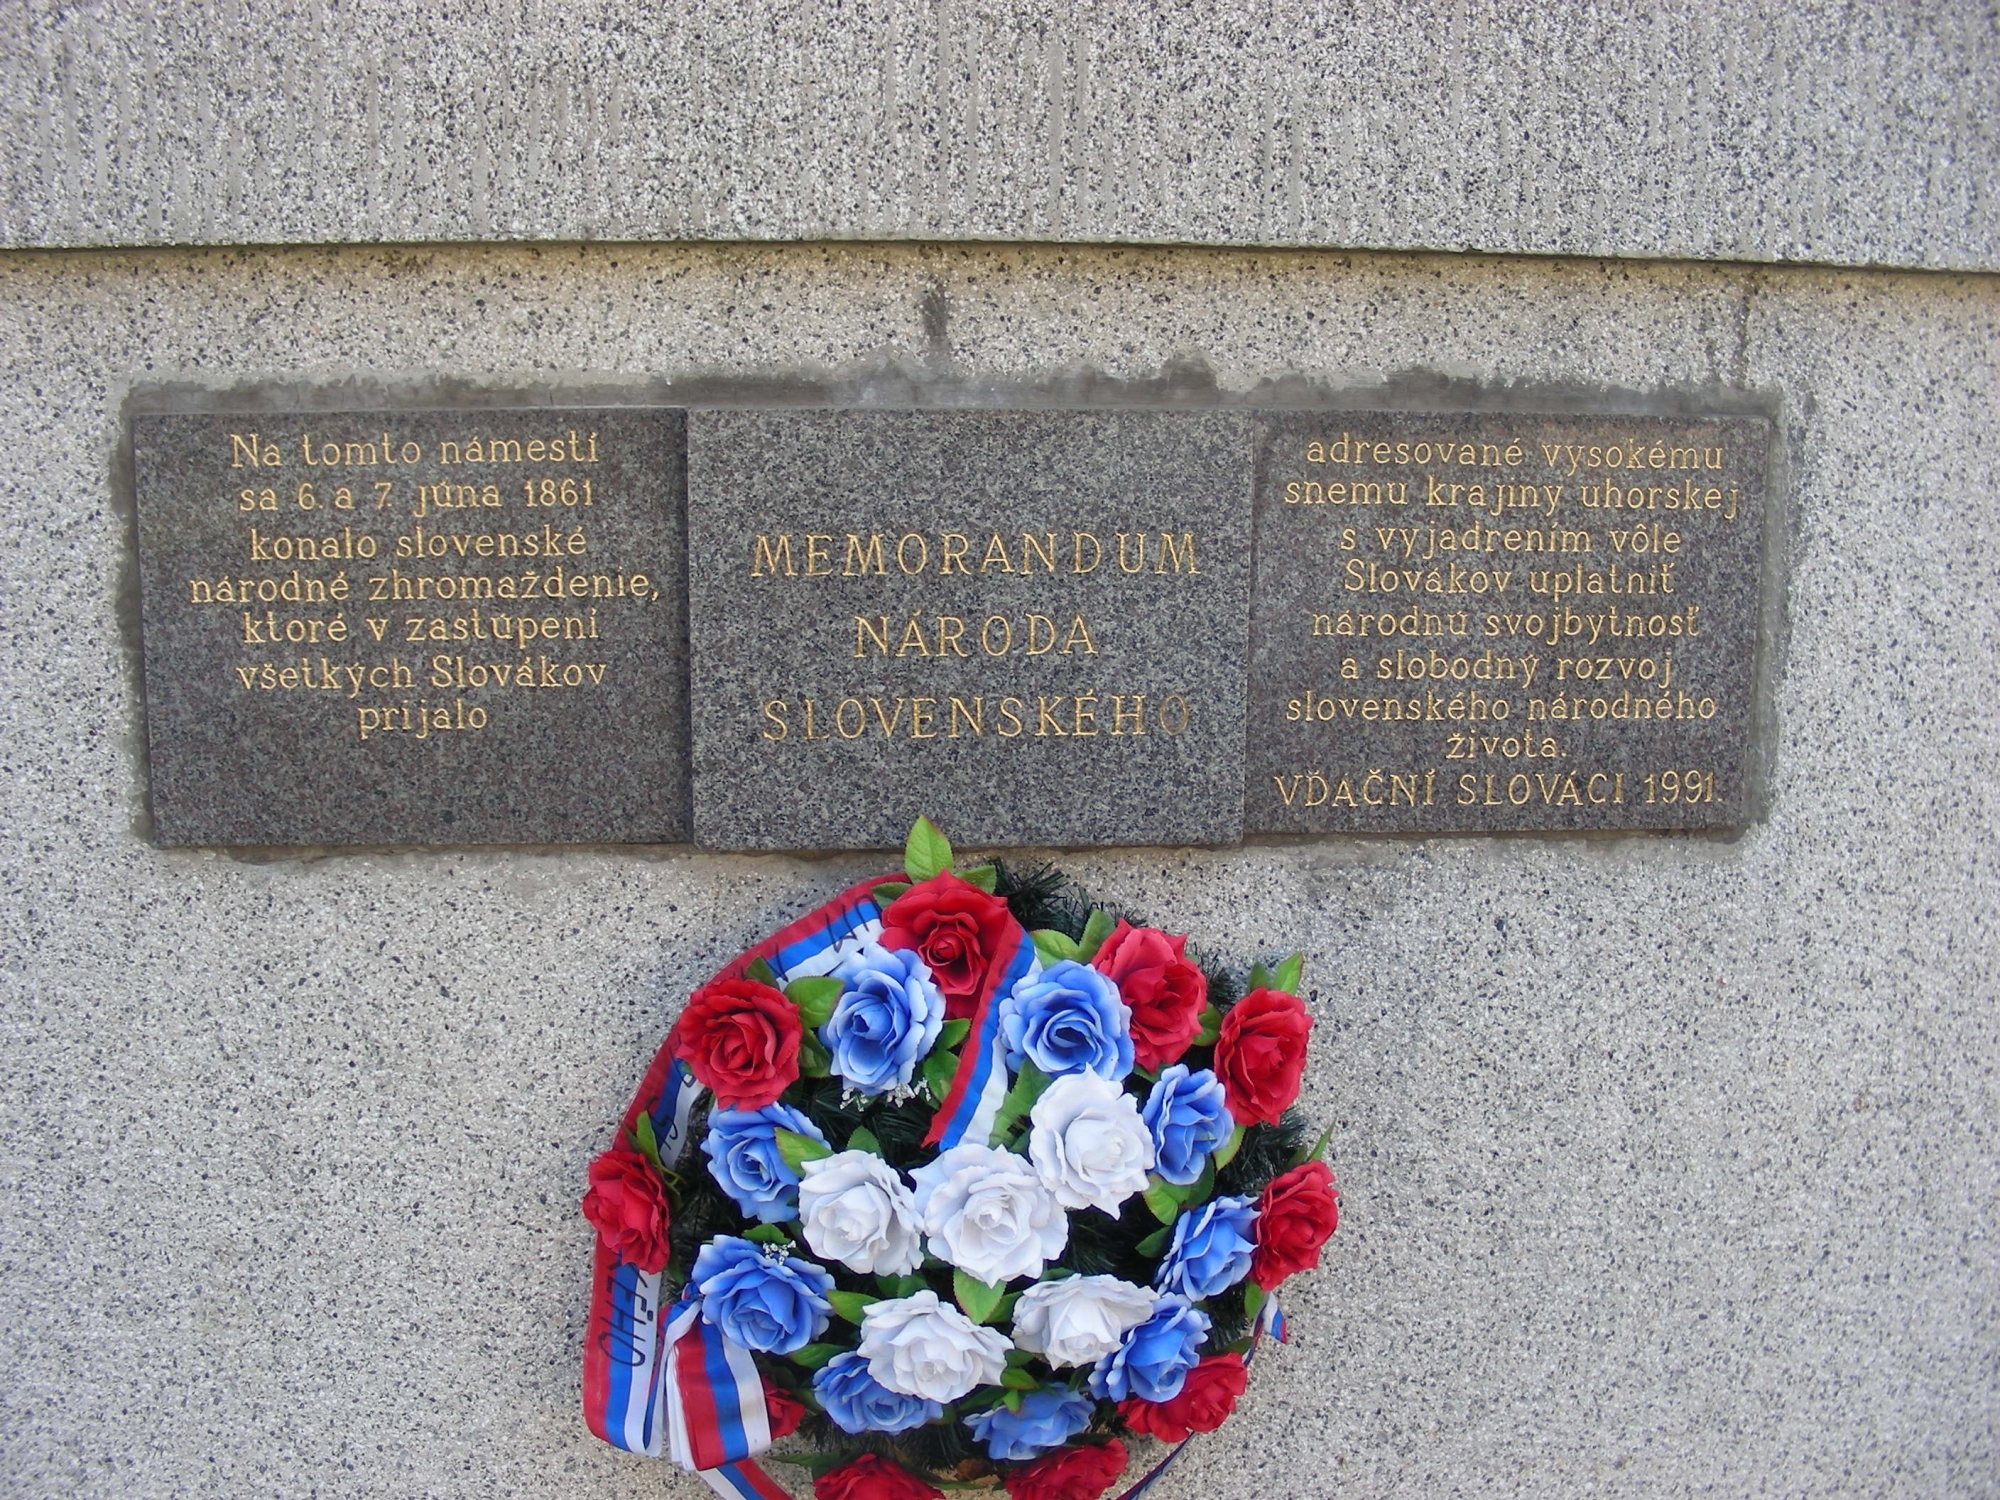 Na tomto námestí
sa 6. a 7. júna 1861
konalo slovenské
národné zhromaždenie,
ktoré v zastúpení
všetkých Slovákov
prijalo
MEMORANDUM
NÁRODA
SLOVENSKÉHO
adresované vysokému
snemu krajiny uhorskej
s vyjadrením vôle
Slovákov uplatniť
národnú svojbytnosť
a slobodný rozvoj
slovenského národného
života.
VĎAČNÍ SLOVÁCI 1991.